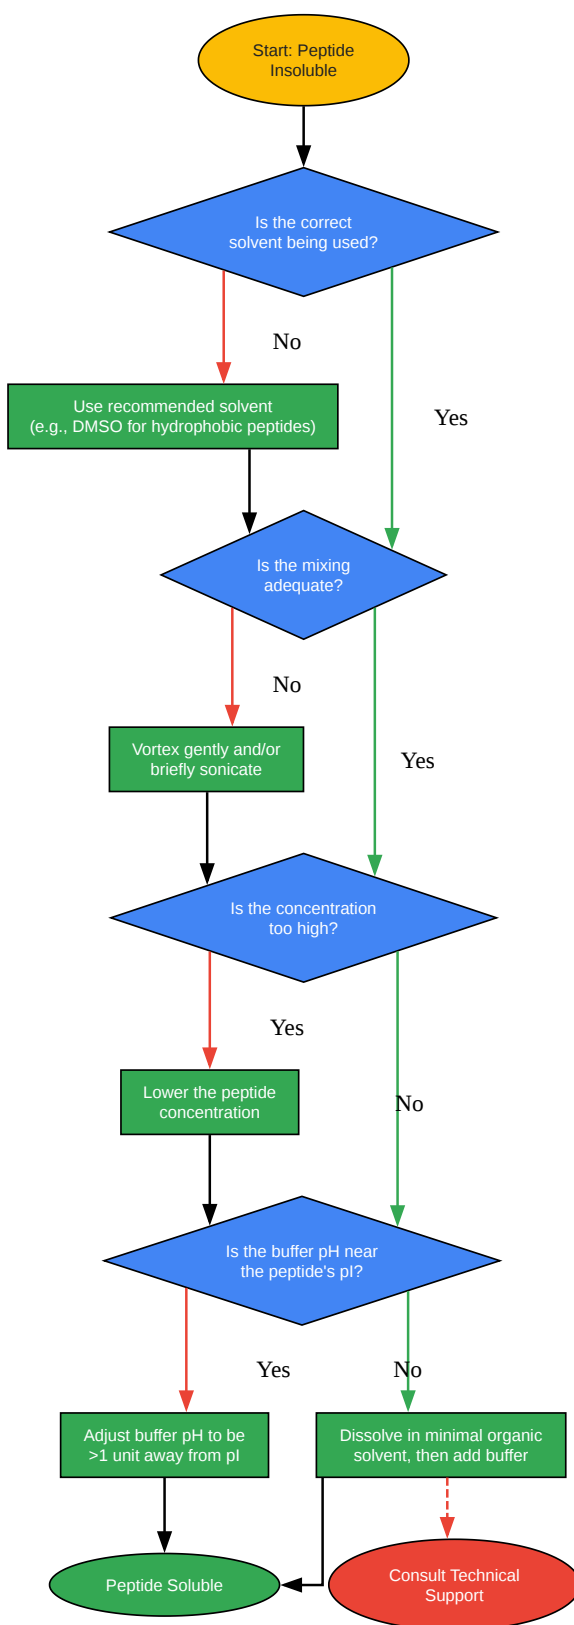 Start: Peptide
Insoluble
Is the correct
solvent being used?
No
Use recommended solvent
(e.g., DMSO for hydrophobic peptides)
Yes
Is the mixing
adequate?
No
Vortex gently and/or
briefly sonicate
Yes
Is the concentration
too high?
Yes
Lower the peptide
concentration
No
Is the buffer pH near
the peptide's pI?
Yes
No
Adjust buffer pH to be
>1 unit away from pI
Dissolve in minimal organic
solvent, then add buffer
Peptide Soluble
Consult Technical
Support